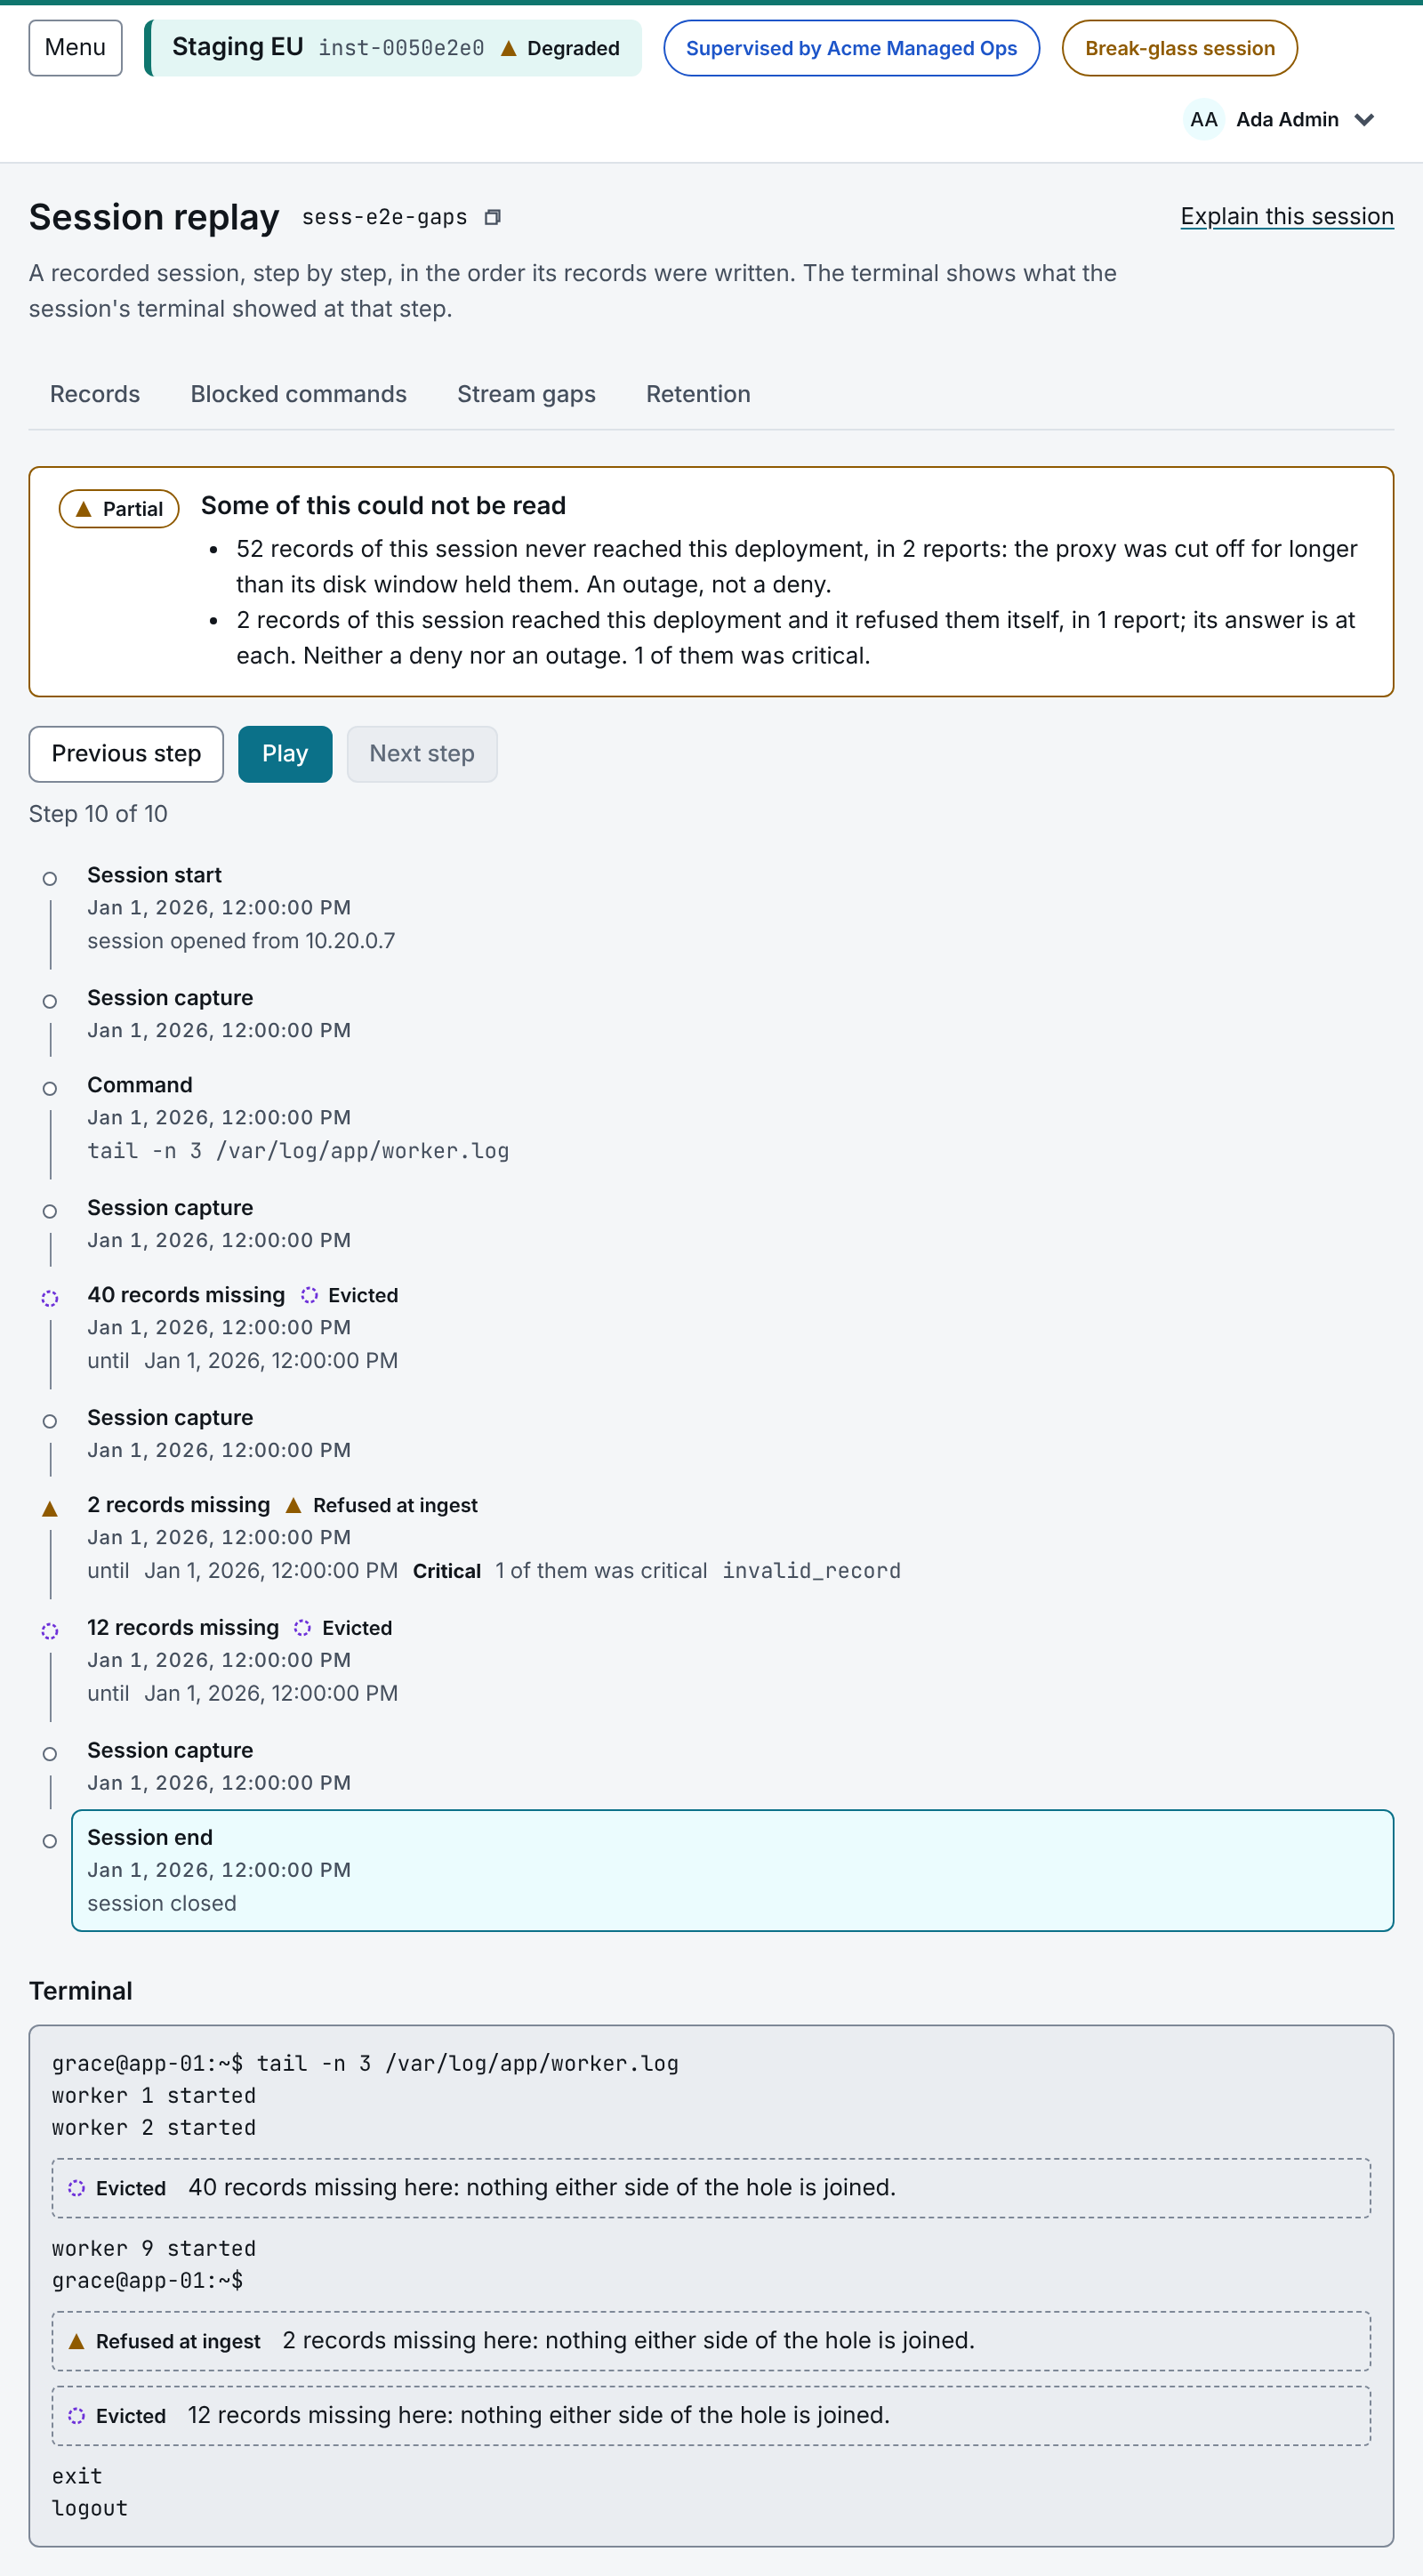 Menu
Staging EU inst-0050e2e0 Degraded
Supervised by Acme Managed Ops
Break-glass session
AA Ada Admin
Session replay sess-e2e-gaps
Explain this session
A recorded session, step by step, in the order its records were written. The terminal shows what the
session's terminal showed at that step.
Records Blocked commands Stream gaps Retention
Partial
Some of this could not be read
• 52 records of this session never reached this deployment, in 2 reports: the proxy was cut off for longer
than its disk window held them. An outage, not a deny.
• 2 records of this session reached this deployment and it refused them itself, in 1 report; its answer is at
each. Neither a deny nor an outage. 1 of them was critical.
Previous step Play Next step
Step 10 of 10
Session start
Jan 1, 2026, 12:00:00 PM
session opened from 10.20.0.7
Session capture
Jan 1, 2026, 12:00:00 PM
Command
Jan 1, 2026, 12:00:00 PM
tail -n 3 /var/log/app/worker.log
Session capture
Jan 1, 2026, 12:00:00 PM
40 records missing Evicted
Jan 1, 2026, 12:00:00 PM
until Jan 1, 2026, 12:00:00 PM
Session capture
Jan 1, 2026, 12:00:00 PM
2 records missing Refused at ingest
Jan 1, 2026, 12:00:00 PM
until Jan 1, 2026, 12:00:00 PM Critical 1 of them was critical invalid_record
12 records missing Evicted
Jan 1, 2026, 12:00:00 PM
until Jan 1, 2026, 12:00:00 PM
Session capture
Jan 1, 2026, 12:00:00 PM
Session end
Jan 1, 2026, 12:00:00 PM
session closed
Terminal
grace@app-01:~$ tail -n 3 /var/log/app/worker.log
worker 1 started
worker 2 started
Evicted 40 records missing here: nothing either side of the hole is joined.
worker 9 started
grace@app-01:~$
Refused at ingest 2 records missing here: nothing either side of the hole is joined.
Evicted 12 records missing here: nothing either side of the hole is joined.
exit
logout